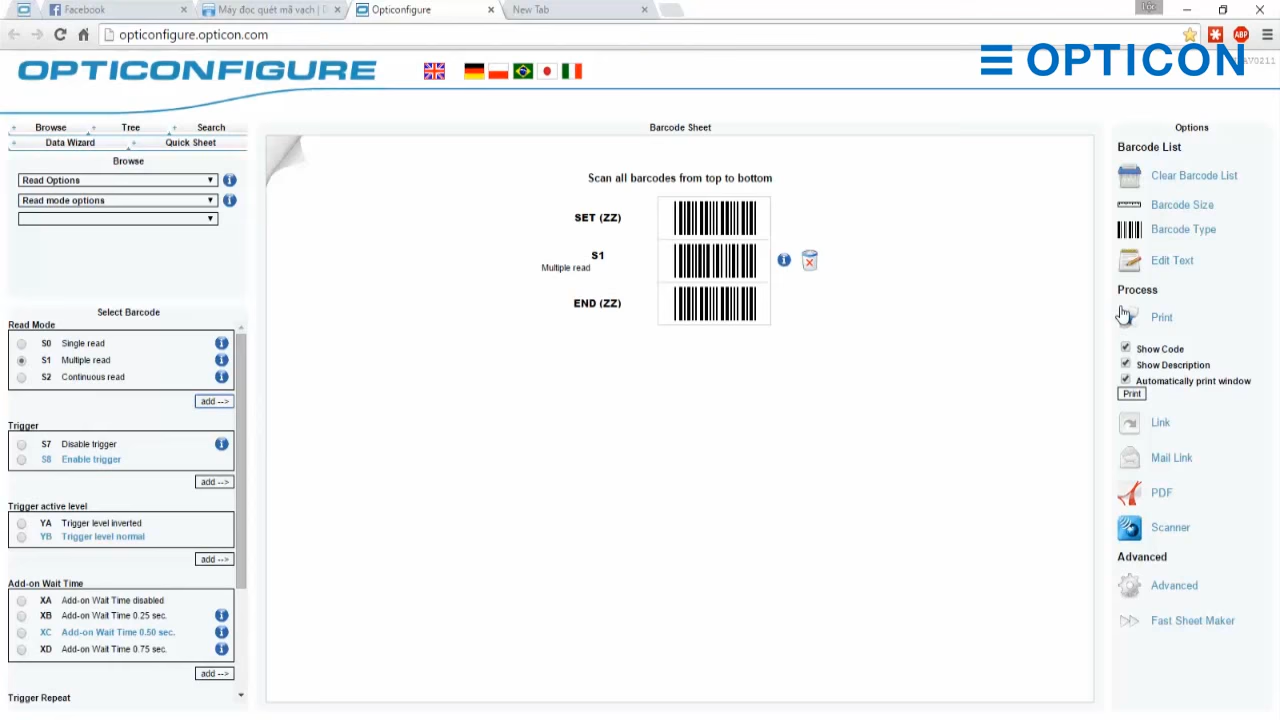 Facebook
Máy đọc quét mã vạch |
Opticonfigure
New Tab
opticonfigure.opticon.com
OPTICONFIGURE
OPTICON
ABP
Browse
Tree
Search
Data Wizard
Quick Sheet
Browse
Read Options
Read mode options
Select Barcode
Read Mode
S0 Single read
S1 Multiple read
S2 Continuous read
add -->
Trigger
S7 Disable trigger
S8 Enable trigger
add -->
Trigger active level
YA Trigger level inverted
YB Trigger level normal
add -->
Add-on Wait Time
XA Add-on Wait Time disabled
XB Add-on Wait Time 0.25 sec.
XC Add-on Wait Time 0.50 sec.
XD Add-on Wait Time 0.75 sec.
add -->
Trigger Repeat
Barcode Sheet
Scan all barcodes from top to bottom
SET (ZZ)
S1
Multiple read
END (ZZ)
Options
Barcode List
Clear Barcode List
Barcode Size
Barcode Type
Edit Text
Process
Print
Show Code
Show Description
Automatically print window
Print
Link
Mail Link
PDF
Scanner
Advanced
Advanced
Fast Sheet Maker